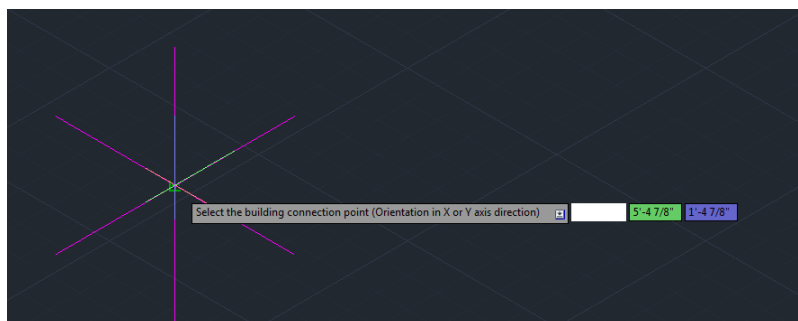 Select the building connection point (Orientation in X or Y axis direction) 5'-4 7/8" 1'-4 7/8"